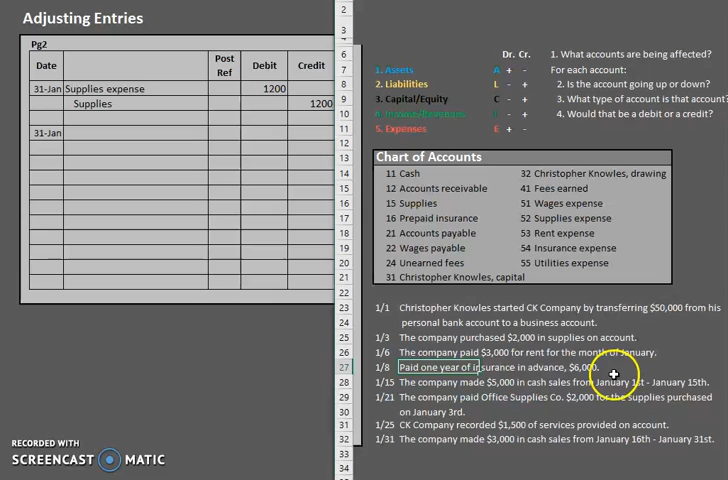 Adjusting Entries
Pg2
Date Post Ref Debit Credit
31-Jan Supplies expense 1200
Supplies 1200
31-Jan
2
3
6
7
8
9
10
11
12
13
14
15
16
17
18
19
20
21
22
23
24
25
26
27
28
29
30
31
32
33
34
Dr. Cr.
1. Assets A + -
2. Liabilities L - +
3. Capital/Equity C - +
4. Income/Revenues - +
5. Expenses E + -
1. What accounts are being affected?
For each account:
2. Is the account going up or down?
3. What type of account is that account?
4. Would that be a debit or a credit?
Chart of Accounts
11 Cash 32 Christopher Knowles, drawing
12 Accounts receivable 41 Fees earned
15 Supplies 51 Wages expense
16 Prepaid insurance 52 Supplies expense
21 Accounts payable 53 Rent expense
22 Wages payable 54 Insurance expense
24 Unearned fees 55 Utilities expense
31 Christopher Knowles, capital
1/1 Christopher Knowles started CK Company by transferring $50,000 from his
personal bank account to a business account.
1/3 The company purchased $2,000 in supplies on account.
1/6 The company paid $3,000 for rent for the month of January.
1/8 Paid one year of insurance in advance, $6,000.
1/15 The company made $5,000 in cash sales from January 1st - January 15th.
1/21 The company paid Office Supplies Co. $2,000 for the supplies purchased
on January 3rd.
1/25 CK Company recorded $1,500 of services provided on account.
1/31 The company made $3,000 in cash sales from January 16th - January 31st.
RECORDED WITH
SCREENCAST MATIC